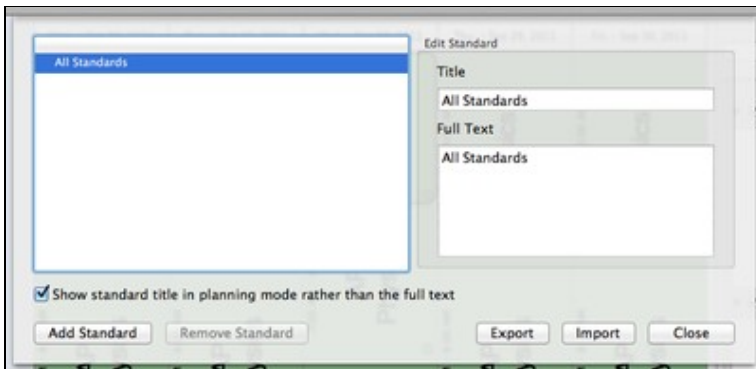 Edit Standard
All Standards
Title
All Standards
Full Text
All Standards
Show standard title in planning mode rather than the full text
Add Standard
Remove Standard
Export
Import
Close